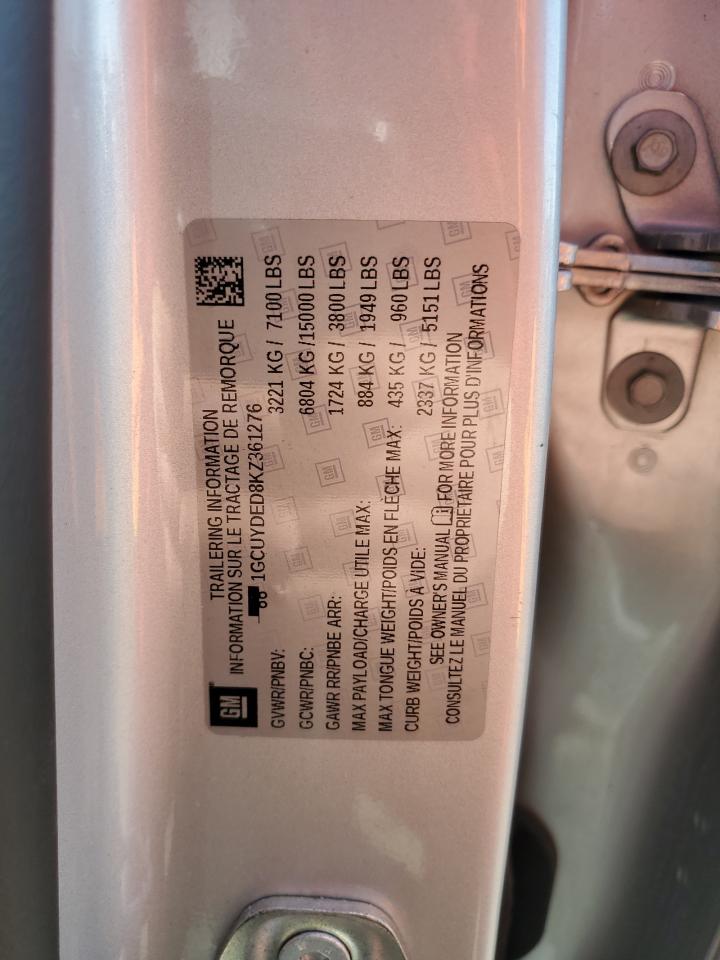 GM
TRAILERING INFORMATION
INFORMATION SUR LE TRACTAGE DE REMORQUE
1GCUYDED8KZ361276
GVWR/PNBV: 3221 KG / 7100 LBS
GCWR/PNBC: 6804 KG / 15000 LBS
GAWR RR/PNBE ARR: 1724 KG / 3800 LBS
MAX PAYLOAD/CHARGE UTILE MAX: 884 KG / 1949 LBS
MAX TONGUE WEIGHT/POIDS EN FLÈCHE MAX: 435 KG / 960 LBS
CURB WEIGHT/POIDS À VIDE: 2337 KG / 5151 LBS
SEE OWNER'S MANUAL FOR MORE INFORMATION
CONSULTEZ LE MANUEL DU PROPRIÉTAIRE POUR PLUS D'INFORMATIONS